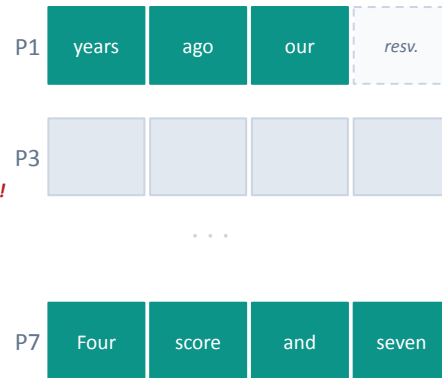 P1 years ago our resv.
P3
!
. . .
P7 Four score and seven